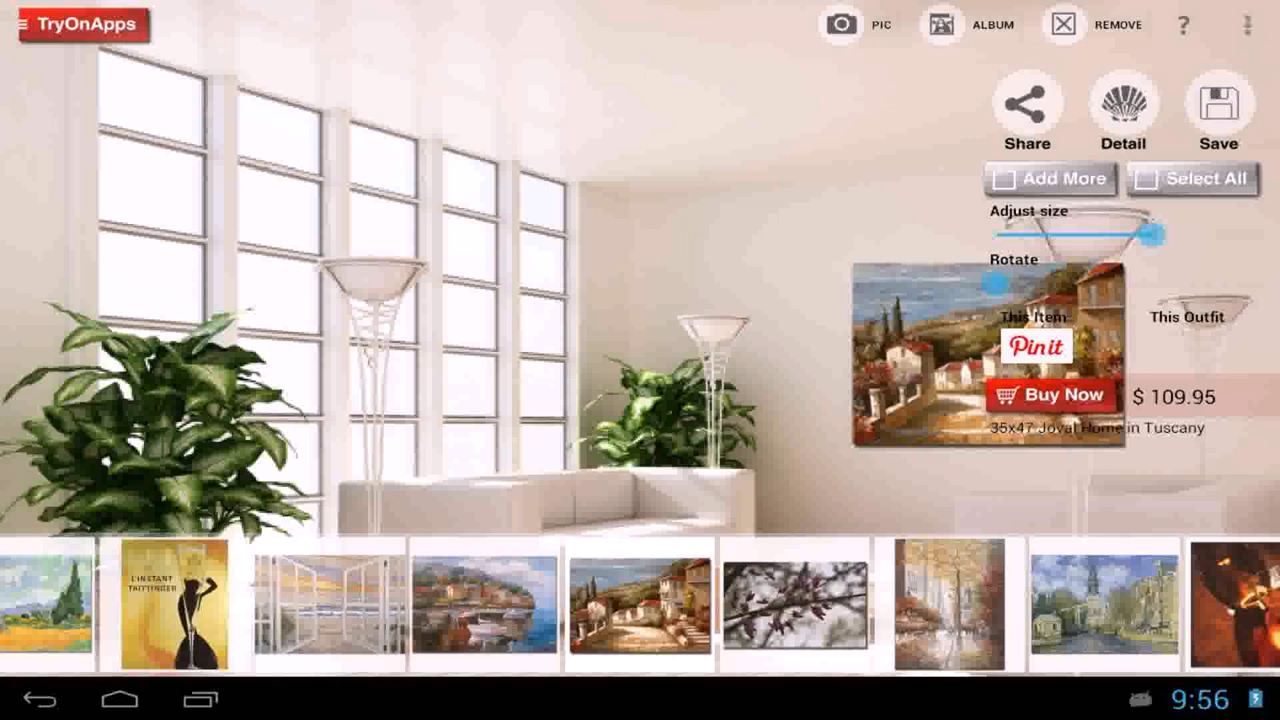 TryOnApps
PIC
ALBUM
REMOVE
?
Share
Detail
Save
Add More
Select All
Adjust size
Rotate
This Item
This Outfit
Pin it
Buy Now
$ 109.95
35x47 Joval Home in Tuscany
L'INSTANT
TAITTINGER
9:56